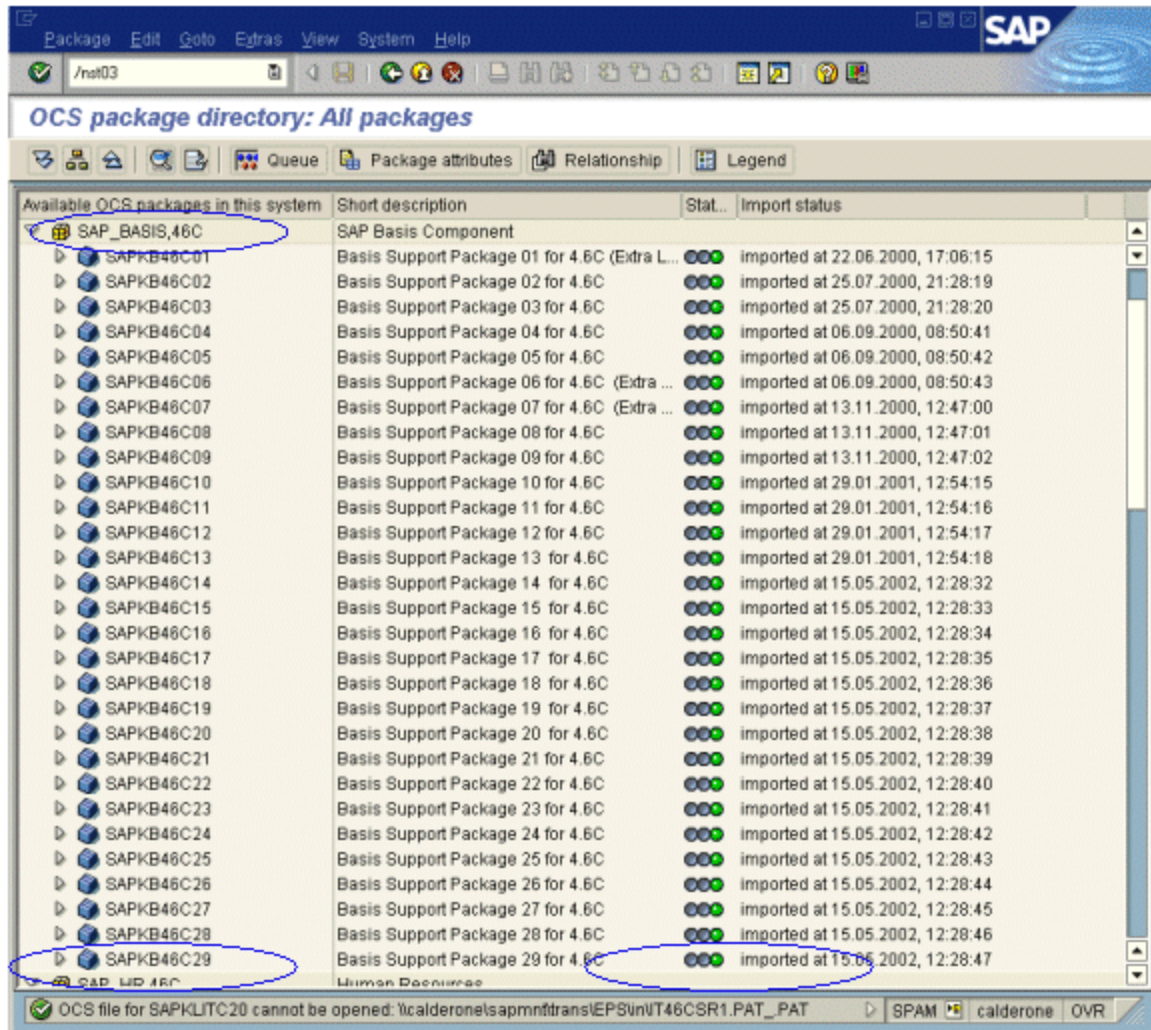 Package Edit Goto Extras View System Help
SAP
/nst03
OCS package directory: All packages
Queue Package attributes Relationship Legend
Available OCS packages in this system Short description Stat... Import status
SAP_BASIS,46C SAP Basis Component
SAPKB46C01 Basis Support Package 01 for 4.6C (Extra L... imported at 22.06.2000, 17:06:15
SAPKB46C02 Basis Support Package 02 for 4.6C imported at 25.07.2000, 21:28:19
SAPKB46C03 Basis Support Package 03 for 4.6C imported at 25.07.2000, 21:28:20
SAPKB46C04 Basis Support Package 04 for 4.6C imported at 06.09.2000, 08:50:41
SAPKB46C05 Basis Support Package 05 for 4.6C imported at 06.09.2000, 08:50:42
SAPKB46C06 Basis Support Package 06 for 4.6C (Extra ... imported at 06.09.2000, 08:50:43
SAPKB46C07 Basis Support Package 07 for 4.6C (Extra ... imported at 13.11.2000, 12:47:00
SAPKB46C08 Basis Support Package 08 for 4.6C imported at 13.11.2000, 12:47:01
SAPKB46C09 Basis Support Package 09 for 4.6C imported at 13.11.2000, 12:47:02
SAPKB46C10 Basis Support Package 10 for 4.6C imported at 29.01.2001, 12:54:15
SAPKB46C11 Basis Support Package 11 for 4.6C imported at 29.01.2001, 12:54:16
SAPKB46C12 Basis Support Package 12 for 4.6C imported at 29.01.2001, 12:54:17
SAPKB46C13 Basis Support Package 13 for 4.6C imported at 29.01.2001, 12:54:18
SAPKB46C14 Basis Support Package 14 for 4.6C imported at 15.05.2002, 12:28:32
SAPKB46C15 Basis Support Package 15 for 4.6C imported at 15.05.2002, 12:28:33
SAPKB46C16 Basis Support Package 16 for 4.6C imported at 15.05.2002, 12:28:34
SAPKB46C17 Basis Support Package 17 for 4.6C imported at 15.05.2002, 12:28:35
SAPKB46C18 Basis Support Package 18 for 4.6C imported at 15.05.2002, 12:28:36
SAPKB46C19 Basis Support Package 19 for 4.6C imported at 15.05.2002, 12:28:37
SAPKB46C20 Basis Support Package 20 for 4.6C imported at 15.05.2002, 12:28:38
SAPKB46C21 Basis Support Package 21 for 4.6C imported at 15.05.2002, 12:28:39
SAPKB46C22 Basis Support Package 22 for 4.6C imported at 15.05.2002, 12:28:40
SAPKB46C23 Basis Support Package 23 for 4.6C imported at 15.05.2002, 12:28:41
SAPKB46C24 Basis Support Package 24 for 4.6C imported at 15.05.2002, 12:28:42
SAPKB46C25 Basis Support Package 25 for 4.6C imported at 15.05.2002, 12:28:43
SAPKB46C26 Basis Support Package 26 for 4.6C imported at 15.05.2002, 12:28:44
SAPKB46C27 Basis Support Package 27 for 4.6C imported at 15.05.2002, 12:28:45
SAPKB46C28 Basis Support Package 28 for 4.6C imported at 15.05.2002, 12:28:46
SAPKB46C29 Basis Support Package 29 for 4.6C imported at 15.05.2002, 12:28:47
SAP_HR,46C Human Resources
OCS file for SAPKLITC20 cannot be opened: \\calderone\sapmnt\trans\EPS\in\IT46CSR1.PAT_.PAT SPAM calderone OVR